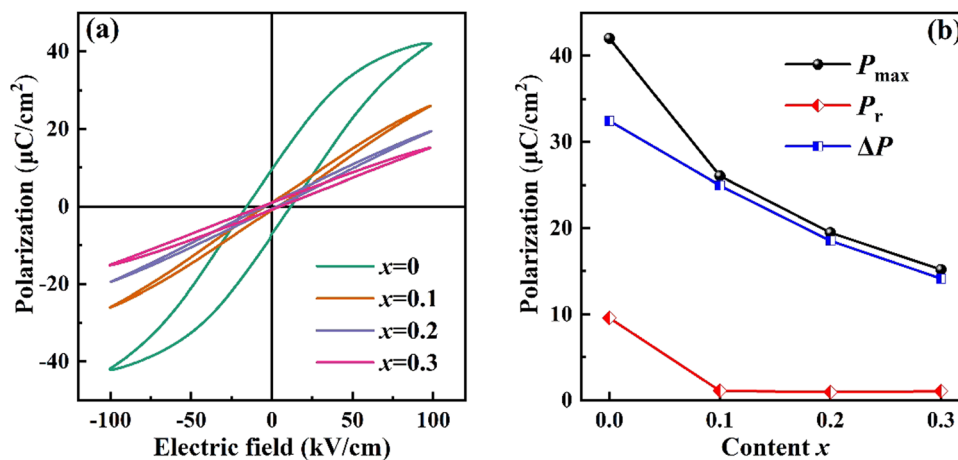 (a)
Polarization (μC/cm²)
40
20
0
-20
-40
x=0
x=0.1
x=0.2
x=0.3
-100
-50
0
50
100
Electric field (kV/cm)
(b)
Polarization (μC/cm²)
40
30
20
10
0
Pmax
Pr
ΔP
0.0
0.1
0.2
0.3
Content x